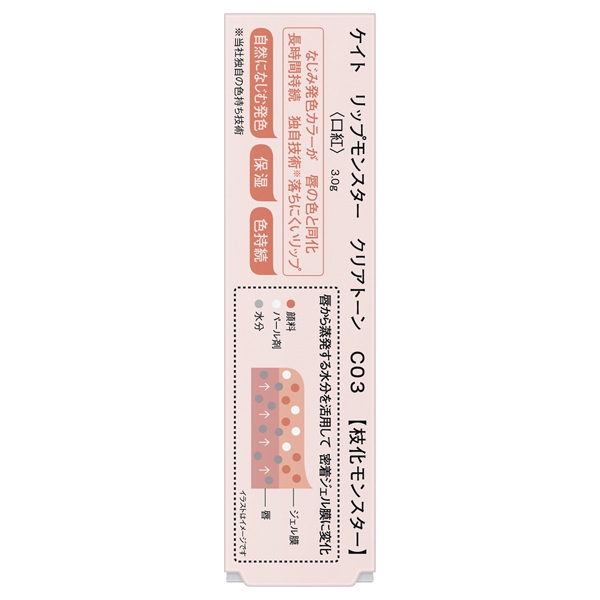 ケイト リップモンスター クリアトーン C03 【枝化モンスター】
〈口紅〉 3.0g
なじみ発色カラーが 唇の色と同化
長時間持続 独自技術※落ちにくいリップ
自然になじむ発色
保湿
色持続
※当社独自の色持ち技術
唇から蒸発する水分を活用して 密着ジェル膜に変化
顔料
パール剤
水分
ジェル膜
唇
イラストはイメージです